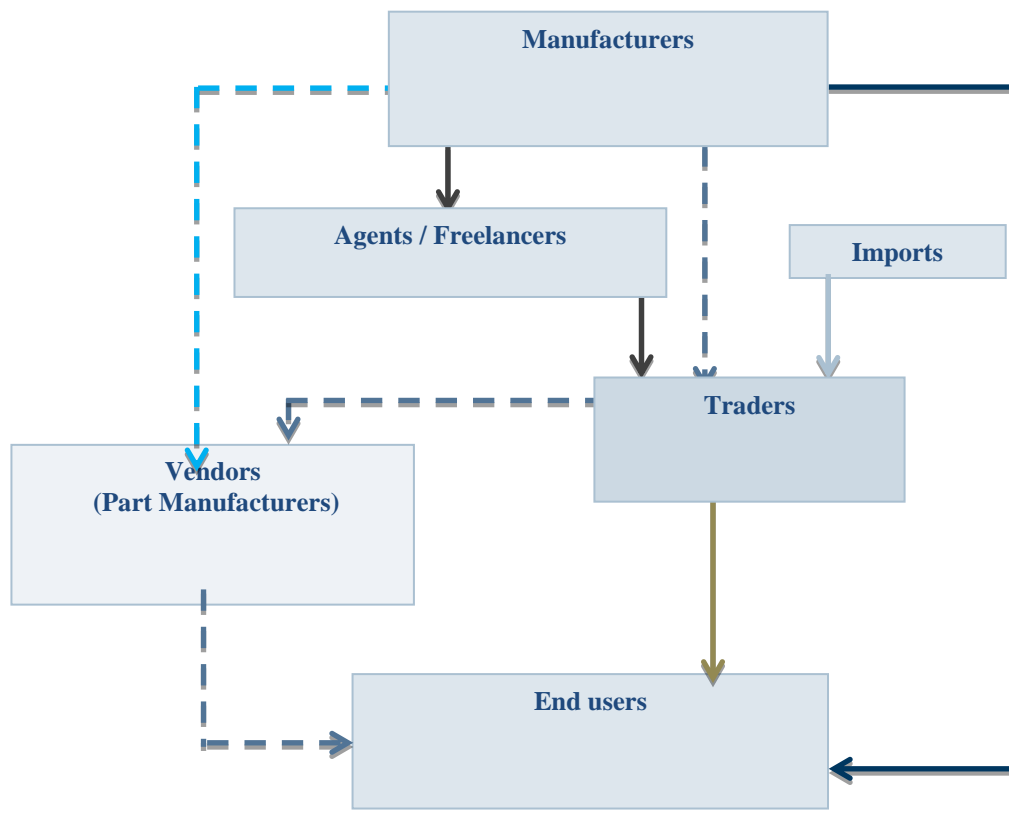 Manufacturers
Agents / Freelancers
Imports
Traders
Vendors
(Part Manufacturers)
End users